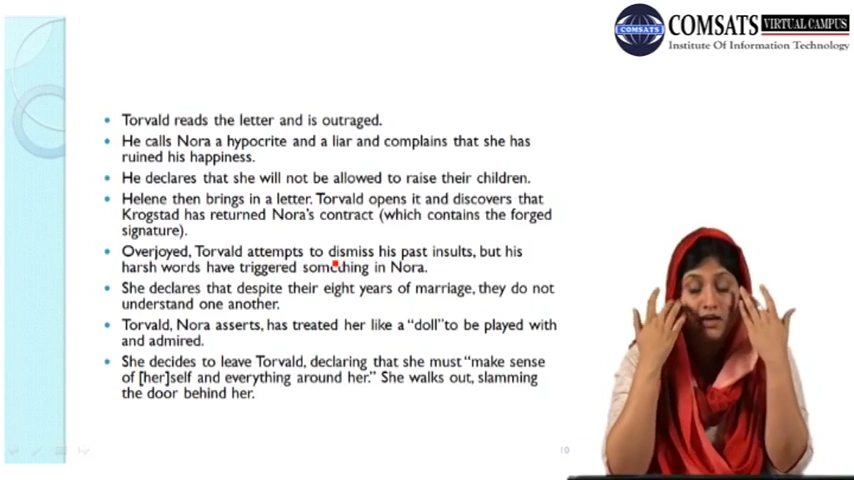 COMSATS VIRTUAL CAMPUS
COMSATS
Institute Of Information Technology
Torvald reads the letter and is outraged.
He calls Nora a hypocrite and a liar and complains that she has
ruined his happiness.
He declares that she will not be allowed to raise their children.
Helene then brings in a letter. Torvald opens it and discovers that
Krogstad has returned Nora's contract (which contains the forged
signature).
Overjoyed, Torvald attempts to dismiss his past insults, but his
harsh words have triggered something in Nora.
She declares that despite their eight years of marriage, they do not
understand one another.
Torvald, Nora asserts, has treated her like a "doll"to be played with
and admired.
She decides to leave Torvald, declaring that she must "make sense
of [her]self and everything around her." She walks out, slamming
the door behind her.
10